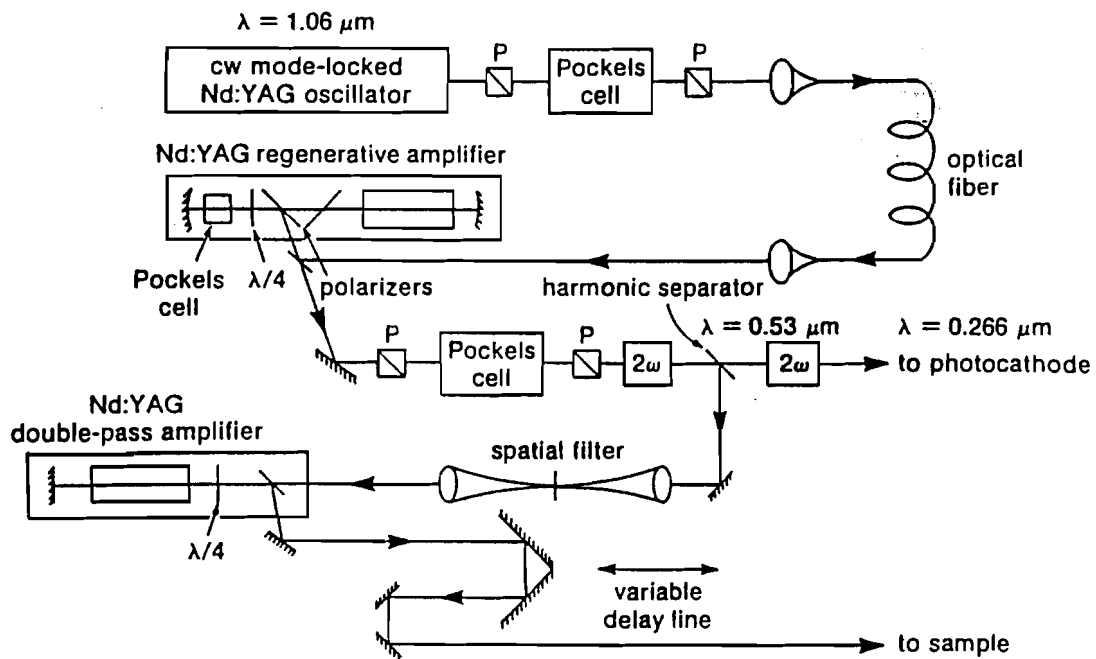 λ = 1.06 μm
cw mode-locked
Nd:YAG oscillator
P
Pockels
cell
P
optical
fiber
Nd:YAG regenerative amplifier
Pockels
cell
λ/4
polarizers
harmonic separator
λ = 0.53 μm
λ = 0.266 μm
P
Pockels
cell
P
2ω
2ω
to photocathode
Nd:YAG
double-pass amplifier
spatial filter
λ/4
variable
delay line
to sample